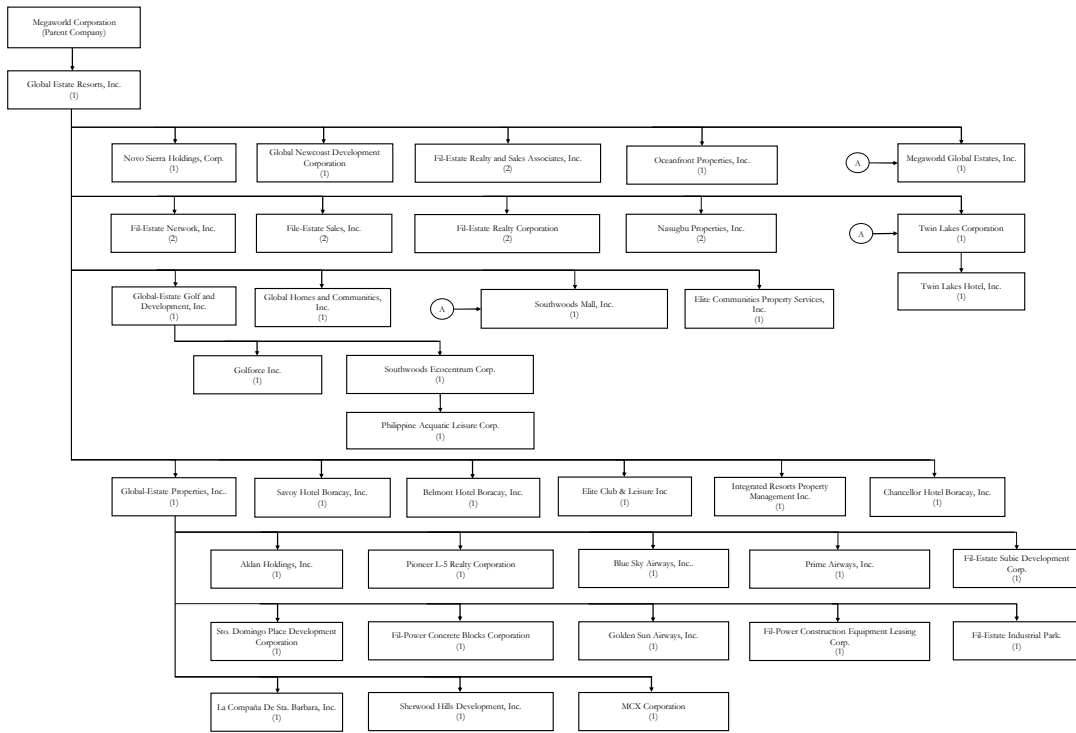 Megaworld Corporation
(Parent Company)
Global Estate Resorts, Inc.
(1)
Novo Sierra Holdings, Corp.
(1)
Global Newcoast Development
Corporation
(1)
Fil-Estate Realty and Sales Associates, Inc.
(2)
Oceanfront Properties, Inc.
(1)
A
Megaworld Global Estates, Inc.
(1)
Fil-Estate Network, Inc.
(2)
File-Estate Sales, Inc.
(2)
Fil-Estate Realty Corporation
(2)
Nasugbu Properties, Inc.
(2)
A
Twin Lakes Corporation
(1)
Twin Lakes Hotel, Inc.
(1)
Global-Estate Golf and
Development, Inc.
(1)
Global Homes and Communities,
Inc.
(1)
A
Southwoods Mall, Inc.
(1)
Elite Communities Property Services,
Inc.
(1)
Golforce Inc.
(1)
Southwoods Ecocentrum Corp.
(1)
Philippine Acquatic Leisure Corp.
(1)
Global-Estate Properties, Inc..
(1)
Savoy Hotel Boracay, Inc.
(1)
Belmont Hotel Boracay, Inc.
(1)
Elite Club & Leisure Inc
(1)
Integrated Resorts Property
Management Inc.
(1)
Chancellor Hotel Boracay, Inc.
(1)
Aklan Holdings, Inc.
(1)
Pioneer L-5 Realty Corporation
(1)
Blue Sky Airways, Inc..
(1)
Prime Airways, Inc.
(1)
Fil-Estate Subic Development
Corp.
(1)
Sto. Domingo Place Development
Corporation
(1)
Fil-Power Concrete Blocks Corporation
(1)
Golden Sun Airways, Inc.
(1)
Fil-Power Construction Equipment Leasing
Corp.
(1)
Fil-Estate Industrial Park.
(1)
La Compaña De Sta. Barbara, Inc.
(1)
Sherwood Hills Development, Inc.
(1)
MCX Corporation
(1)